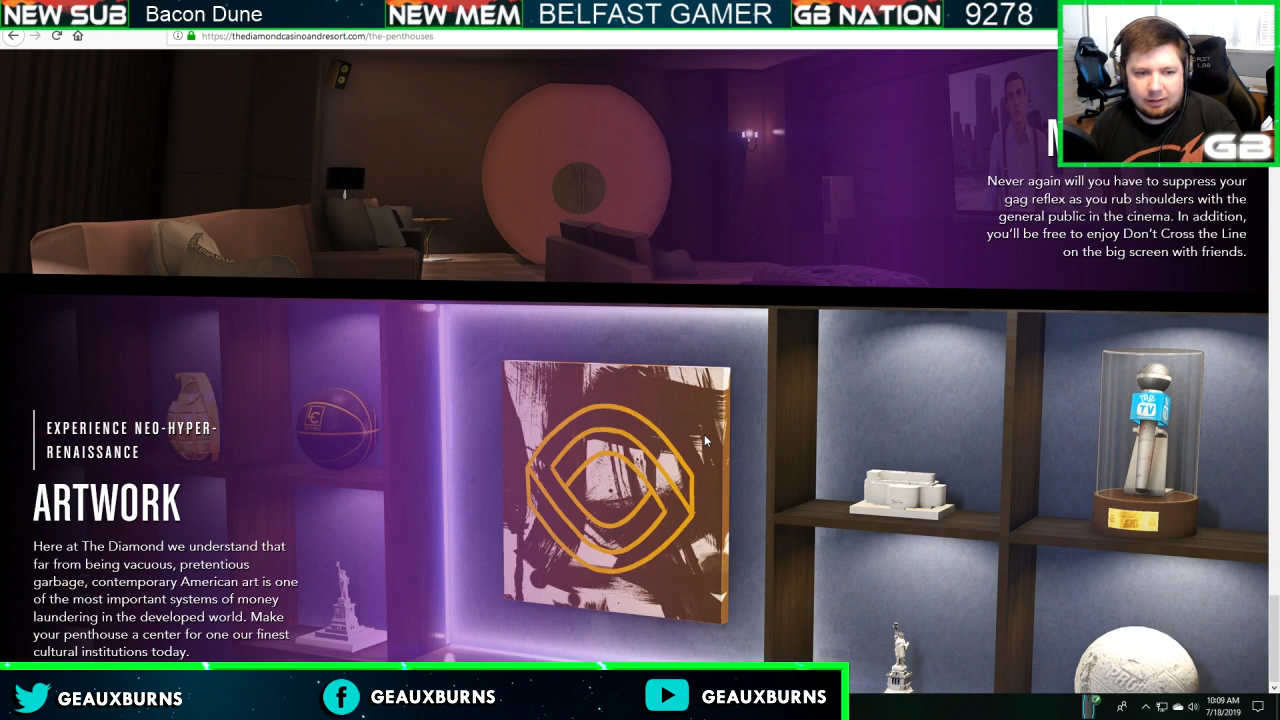 NEW SUB Bacon Dune NEW MEM BELFAST GAMER GB NATION 9278
https://thediamondcasinoandresort.com/the-penthouses
GB
Never again will you have to suppress your
gag reflex as you rub shoulders with the
general public in the cinema. In addition,
you'll be free to enjoy Don't Cross the Line
on the big screen with friends.
EXPERIENCE NEO-HYPER-
RENAISSANCE
ARTWORK
Here at The Diamond we understand that
far from being vacuous, pretentious
garbage, contemporary American art is one
of the most important systems of money
laundering in the developed world. Make
your penthouse a center for one our finest
cultural institutions today.
LC
The
TV
GEAUXBURNS GEAUXBURNS GEAUXBURNS
10:09 AM
7/18/2019